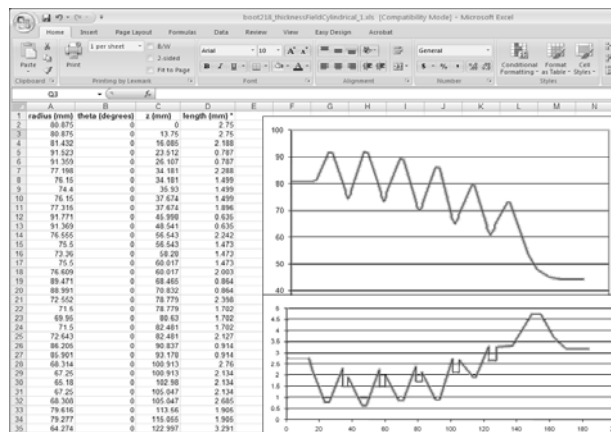 boot218_thicknessFieldCylindrical_1.xls [Compatibility Mode] - Microsoft Excel
Home Insert Page Layout Formulas Data Review View Easy Design Acrobat
Paste Print 1 per sheet B/W 2-sided Fit to Page Arial 10 General Conditional Formatting Format as Table Cell Styles
Clipboard Printing by Lexmark Font Alignment Number Styles
Q3 fx
A B C D E F G H I J K L M N
1 radius (mm) theta (degrees) z (mm) length (mm) *
2 80.875 0 0 2.75
3 80.875 0 13.75 2.75
4 81.432 0 16.085 2.188
5 91.523 0 23.512 0.787
6 91.359 0 26.107 0.787
7 77.198 0 34.181 2.288
8 76.15 0 34.181 1.499
9 74.4 0 35.93 1.499
10 76.15 0 37.674 1.499
11 77.316 0 37.674 1.896
12 91.771 0 45.998 0.635
13 91.369 0 48.541 0.635
14 76.555 0 56.543 2.242
15 75.5 0 56.543 1.473
16 73.36 0 58.28 1.473
17 75.5 0 60.017 1.473
18 76.609 0 60.017 2.003
19 89.471 0 68.465 0.864
20 88.991 0 70.832 0.864
21 72.552 0 78.779 2.398
22 71.5 0 78.779 1.702
23 69.95 0 80.63 1.702
24 71.5 0 82.481 1.702
25 72.643 0 82.481 2.127
26 86.205 0 90.837 0.914
27 85.901 0 93.178 0.914
28 68.314 0 100.913 2.76
29 67.25 0 100.913 2.134
30 65.18 0 102.98 2.134
31 67.25 0 105.047 2.134
32 68.308 0 105.047 2.685
33 79.616 0 113.56 1.905
34 79.277 0 115.055 1.905
35 64.274 0 122.997 3.291
100
90
80
70
60
50
40
5
4.5
4
3.5
3
2.5
2
1.5
1
0.5
0
0 20 40 60 80 100 120 140 160 180